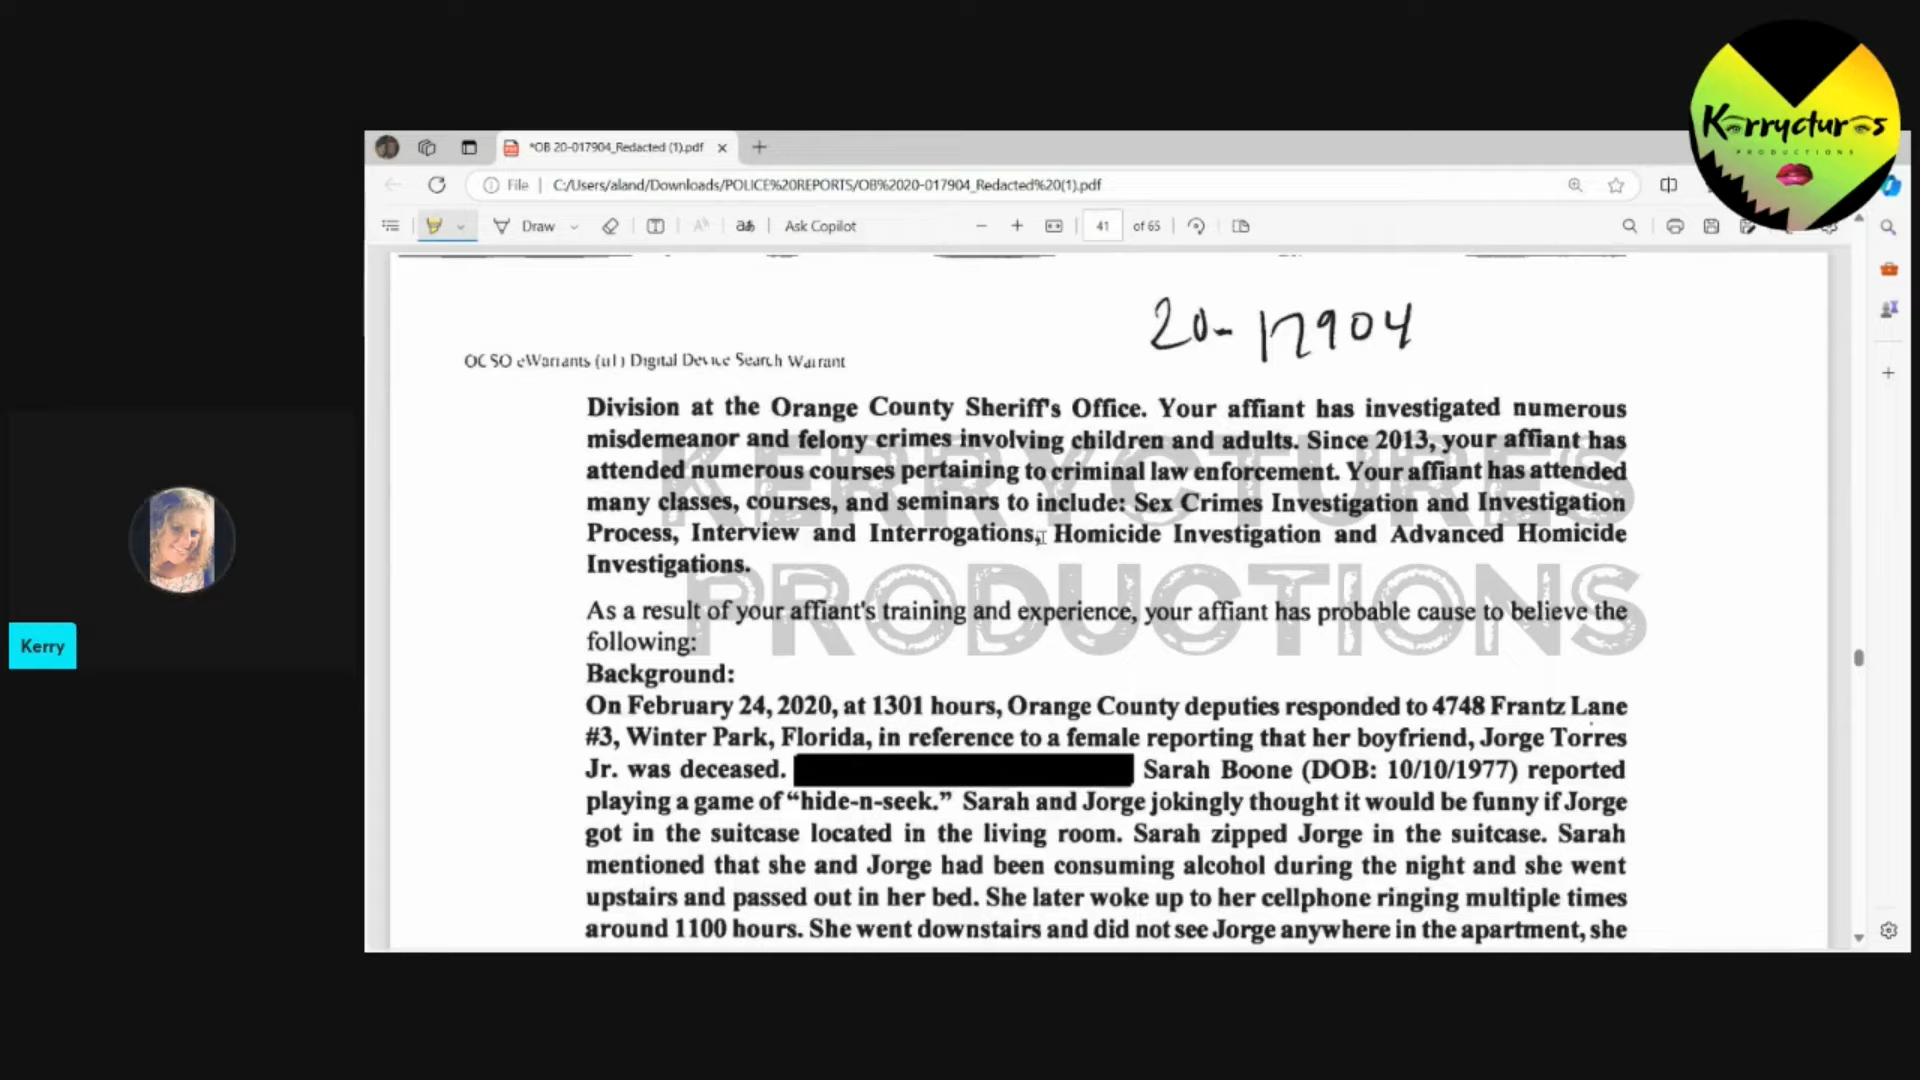 Kerryctures
PRODUCTIONS
*OB 20-017904_Redacted (1).pdf
File
C:/Users/aland/Downloads/POLICE%20REPORTS/OB%2020-017904_Redacted%20(1).pdf
Draw
Ask Copilot
41 of 65
20-17904
OCSO eWarrants (ul) Digital Device Search Warrant
Division at the Orange County Sheriff's Office. Your affiant has investigated numerous
misdemeanor and felony crimes involving children and adults. Since 2013, your affiant has
attended numerous courses pertaining to criminal law enforcement. Your affiant has attended
many classes, courses, and seminars to include: Sex Crimes Investigation and Investigation
Process, Interview and Interrogations, Homicide Investigation and Advanced Homicide
Investigations.
KERRYCTURES
PRODUCTIONS
As a result of your affiant's training and experience, your affiant has probable cause to believe the
following:
Background:
On February 24, 2020, at 1301 hours, Orange County deputies responded to 4748 Frantz Lane
#3, Winter Park, Florida, in reference to a female reporting that her boyfriend, Jorge Torres
Jr. was deceased. Sarah Boone (DOB: 10/10/1977) reported
playing a game of “hide-n-seek.” Sarah and Jorge jokingly thought it would be funny if Jorge
got in the suitcase located in the living room. Sarah zipped Jorge in the suitcase. Sarah
mentioned that she and Jorge had been consuming alcohol during the night and she went
upstairs and passed out in her bed. She later woke up to her cellphone ringing multiple times
around 1100 hours. She went downstairs and did not see Jorge anywhere in the apartment, she
Kerry